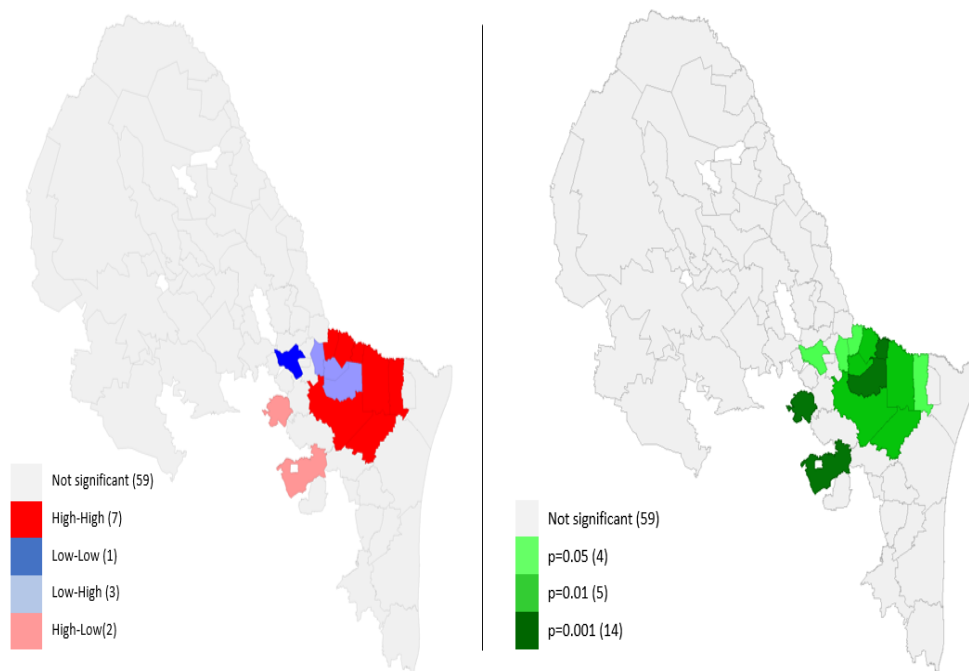 Not significant (59)
High-High (7)
Low-Low (1)
Low-High (3)
High-Low(2)
Not significant (59)
p=0.05 (4)
p=0.01 (5)
p=0.001 (14)